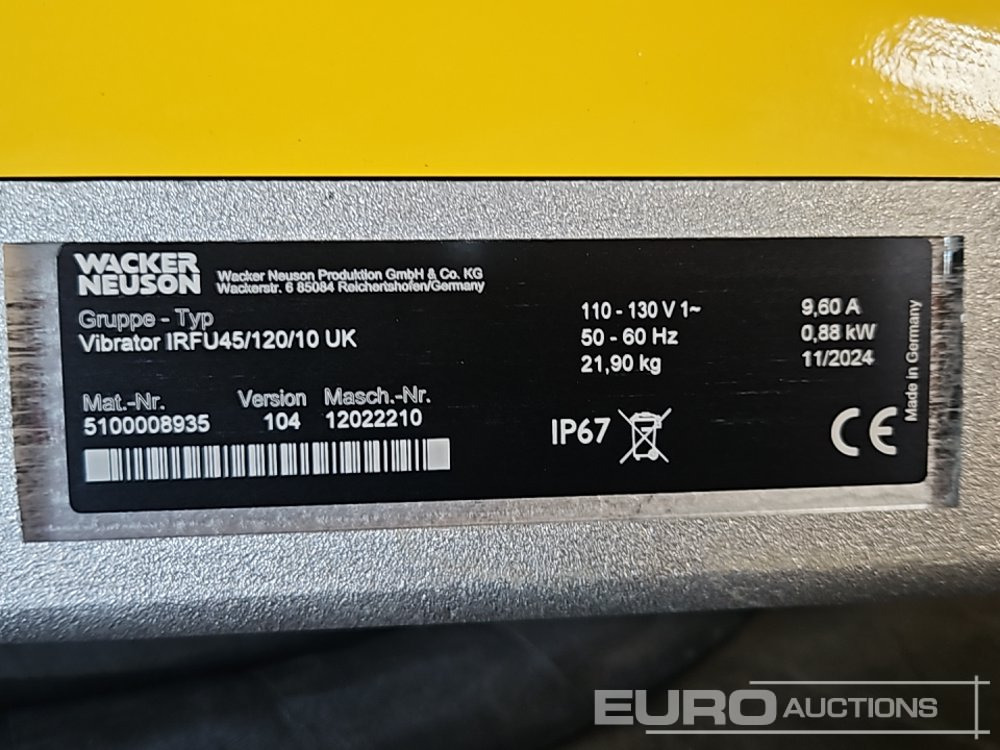 WACKER
NEUSON
Wacker Neuson Produktion GmbH & Co. KG
Wackerstr. 6 85084 Reichertshofen/Germany
Gruppe - Typ
Vibrator IRFU45/120/10 UK
110 - 130 V 1~ 9,60 A
50 - 60 Hz 0,88 kW
21,90 kg 11/2024
Mat.-Nr. Version Masch.-Nr.
5100008935 104 12022210
IP67
CE
Made in Germany
EURO AUCTIONS